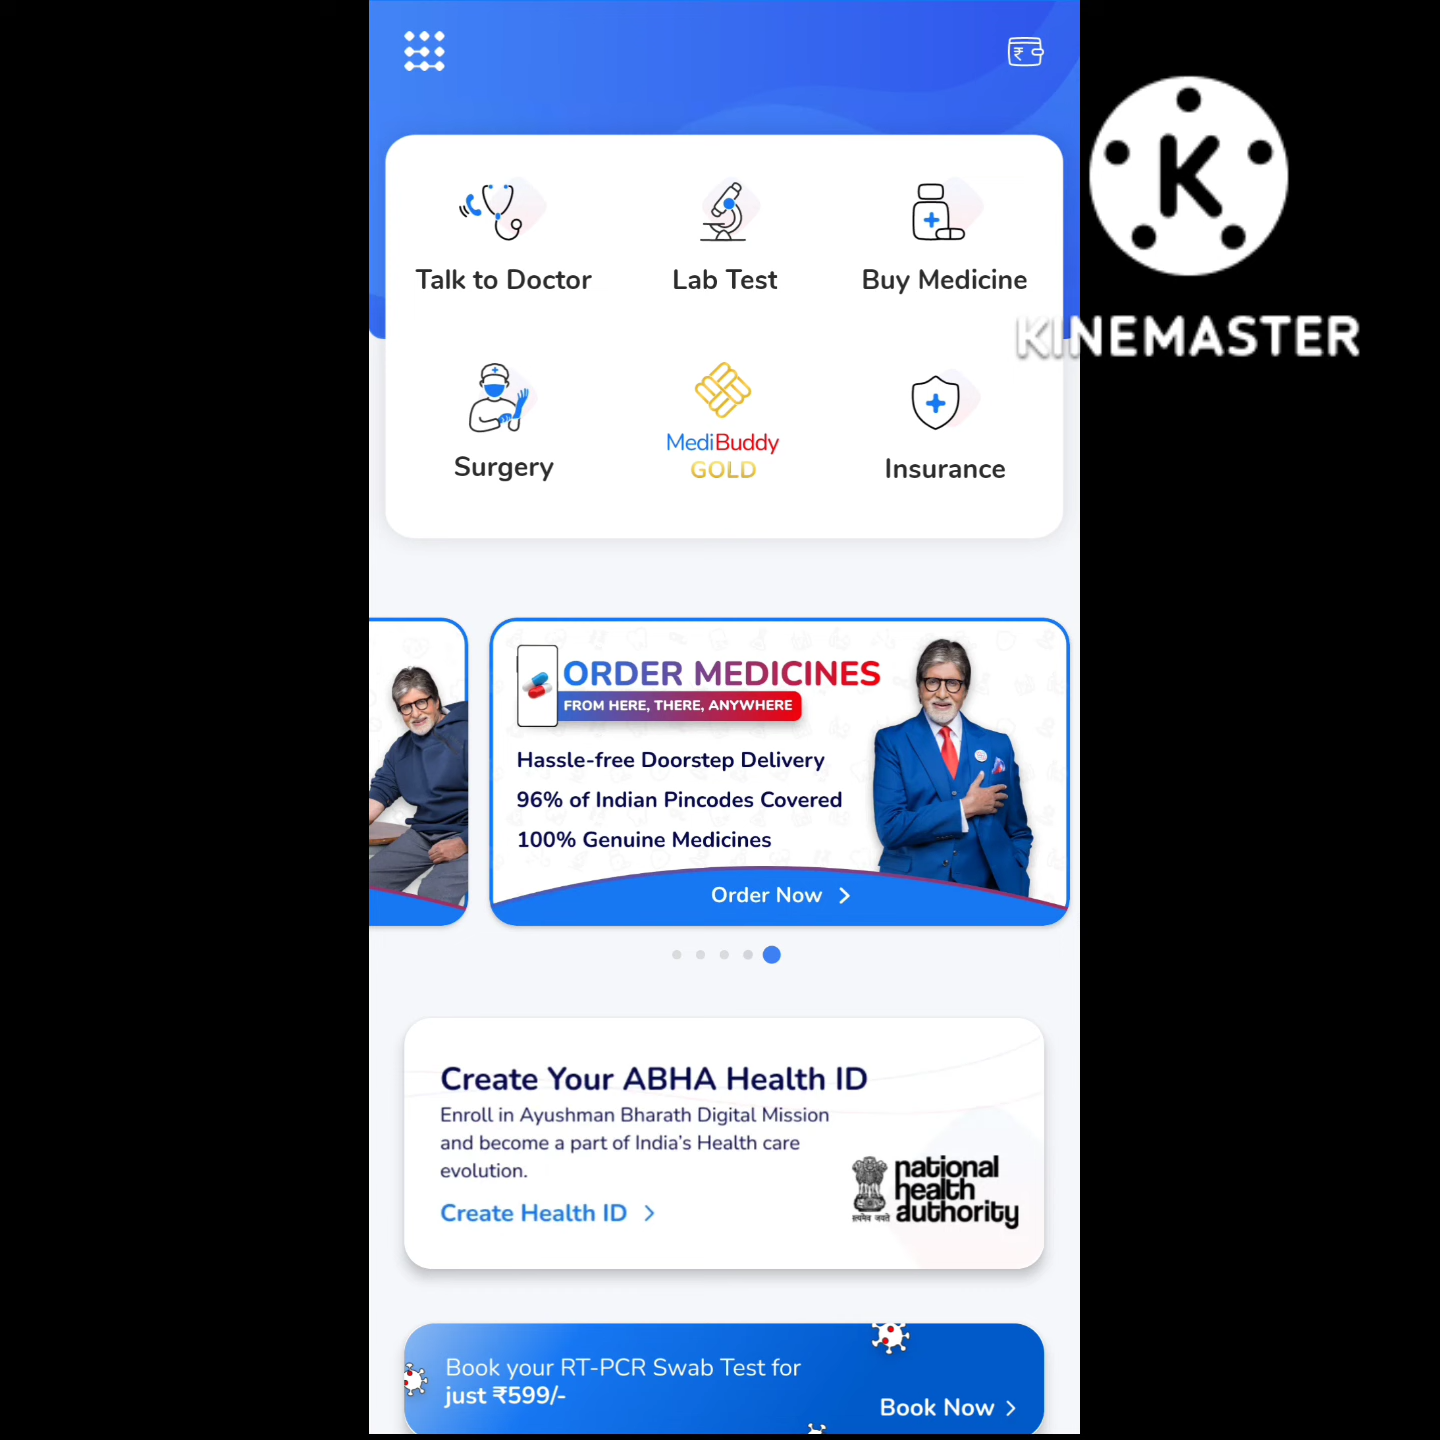 Talk to Doctor
Lab Test
Buy Medicine
K
KINEMASTER
Surgery
MediBuddy
GOLD
Insurance
ORDER MEDICINES
FROM HERE, THERE, ANYWHERE
Hassle-free Doorstep Delivery
96% of Indian Pincodes Covered
100% Genuine Medicines
Order Now >
Create Your ABHA Health ID
Enroll in Ayushman Bharath Digital Mission
and become a part of India's Health care
evolution.
Create Health ID >
national
health
authority
सत्यमेव जयते
Book your RT-PCR Swab Test for
just ₹599/-
Book Now >